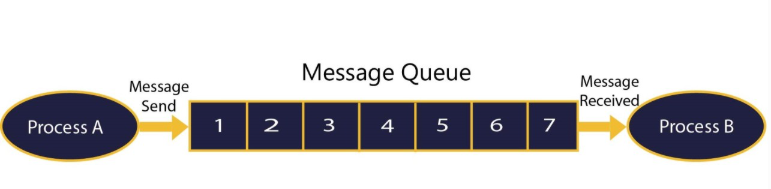 Message Queue
Message
Send
Message
Received
Process A
1 2 3 4 5 6 7
Process B